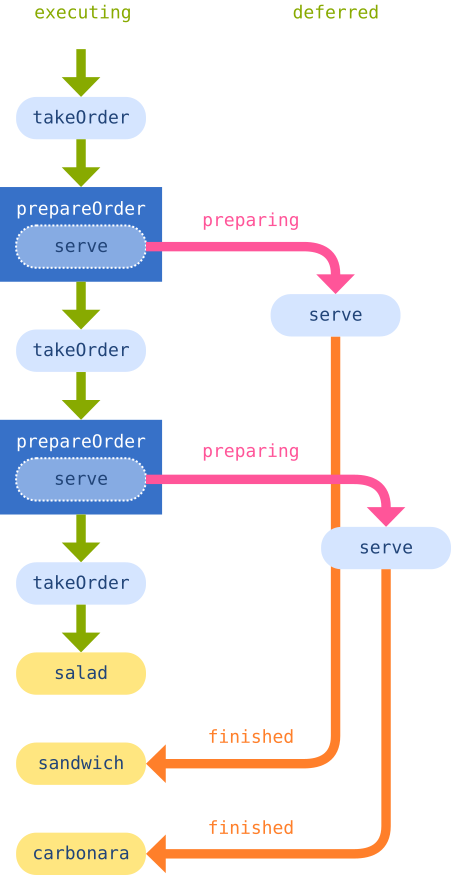 executing
deferred
takeOrder
prepareOrder
serve
preparing
serve
takeOrder
prepareOrder
serve
preparing
serve
takeOrder
salad
finished
sandwich
finished
carbonara